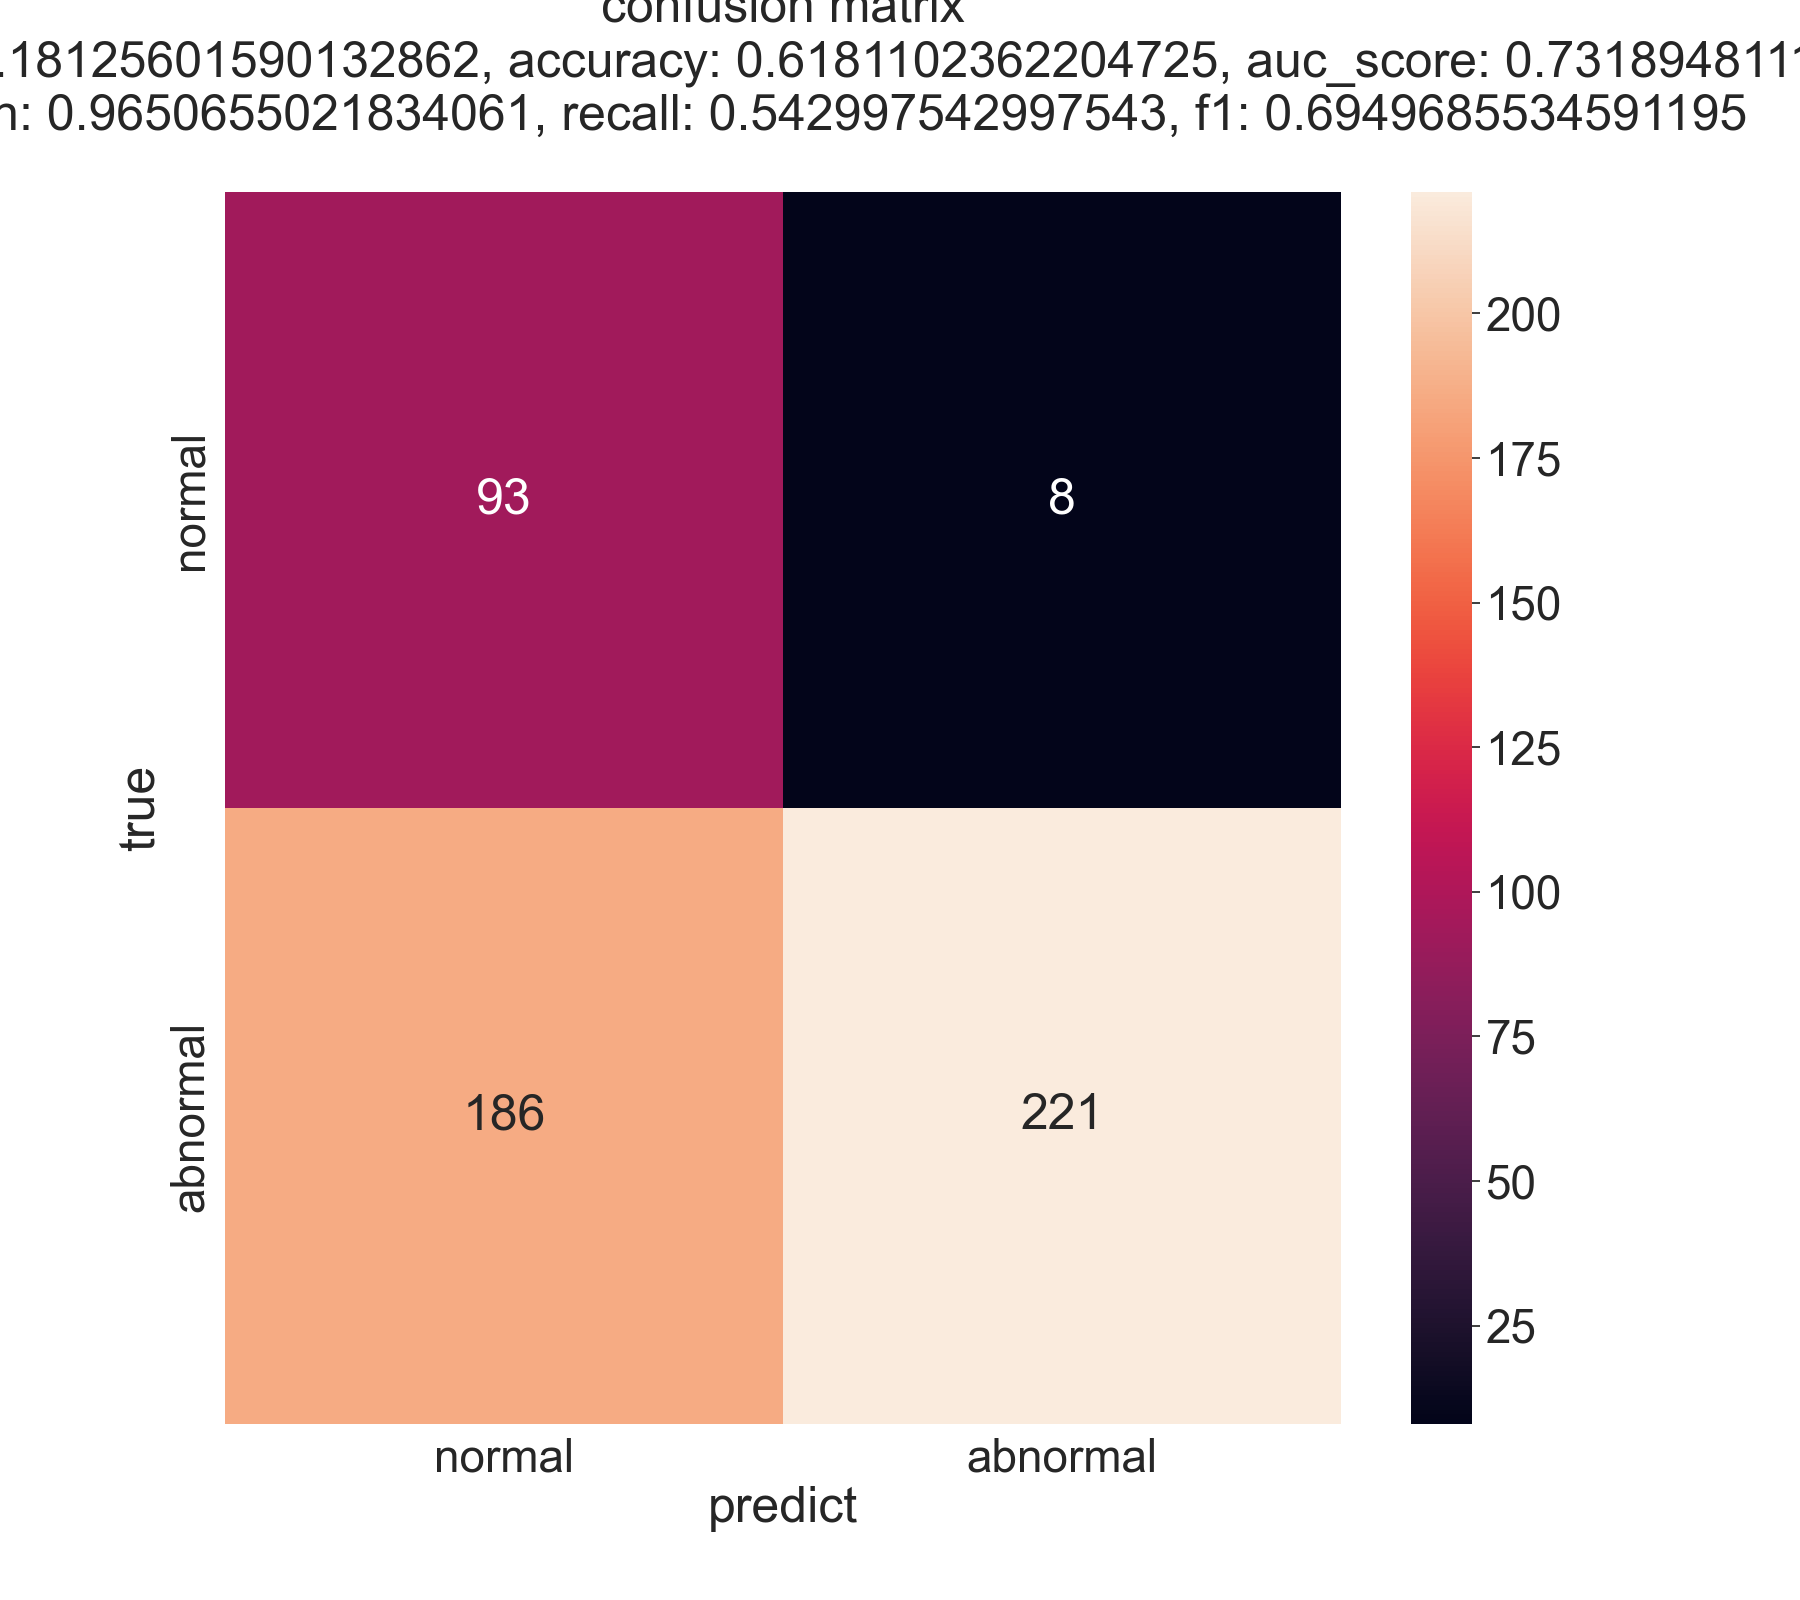 confusion matrix
.18125601590132862, accuracy: 0.6181102362204725, auc_score: 0.731894811
n: 0.9650655021834061, recall: 0.542997542997543, f1: 0.6949685534591195
normal
93
8
true
abnormal
186
221
normal
abnormal
predict
200
175
150
125
100
75
50
25